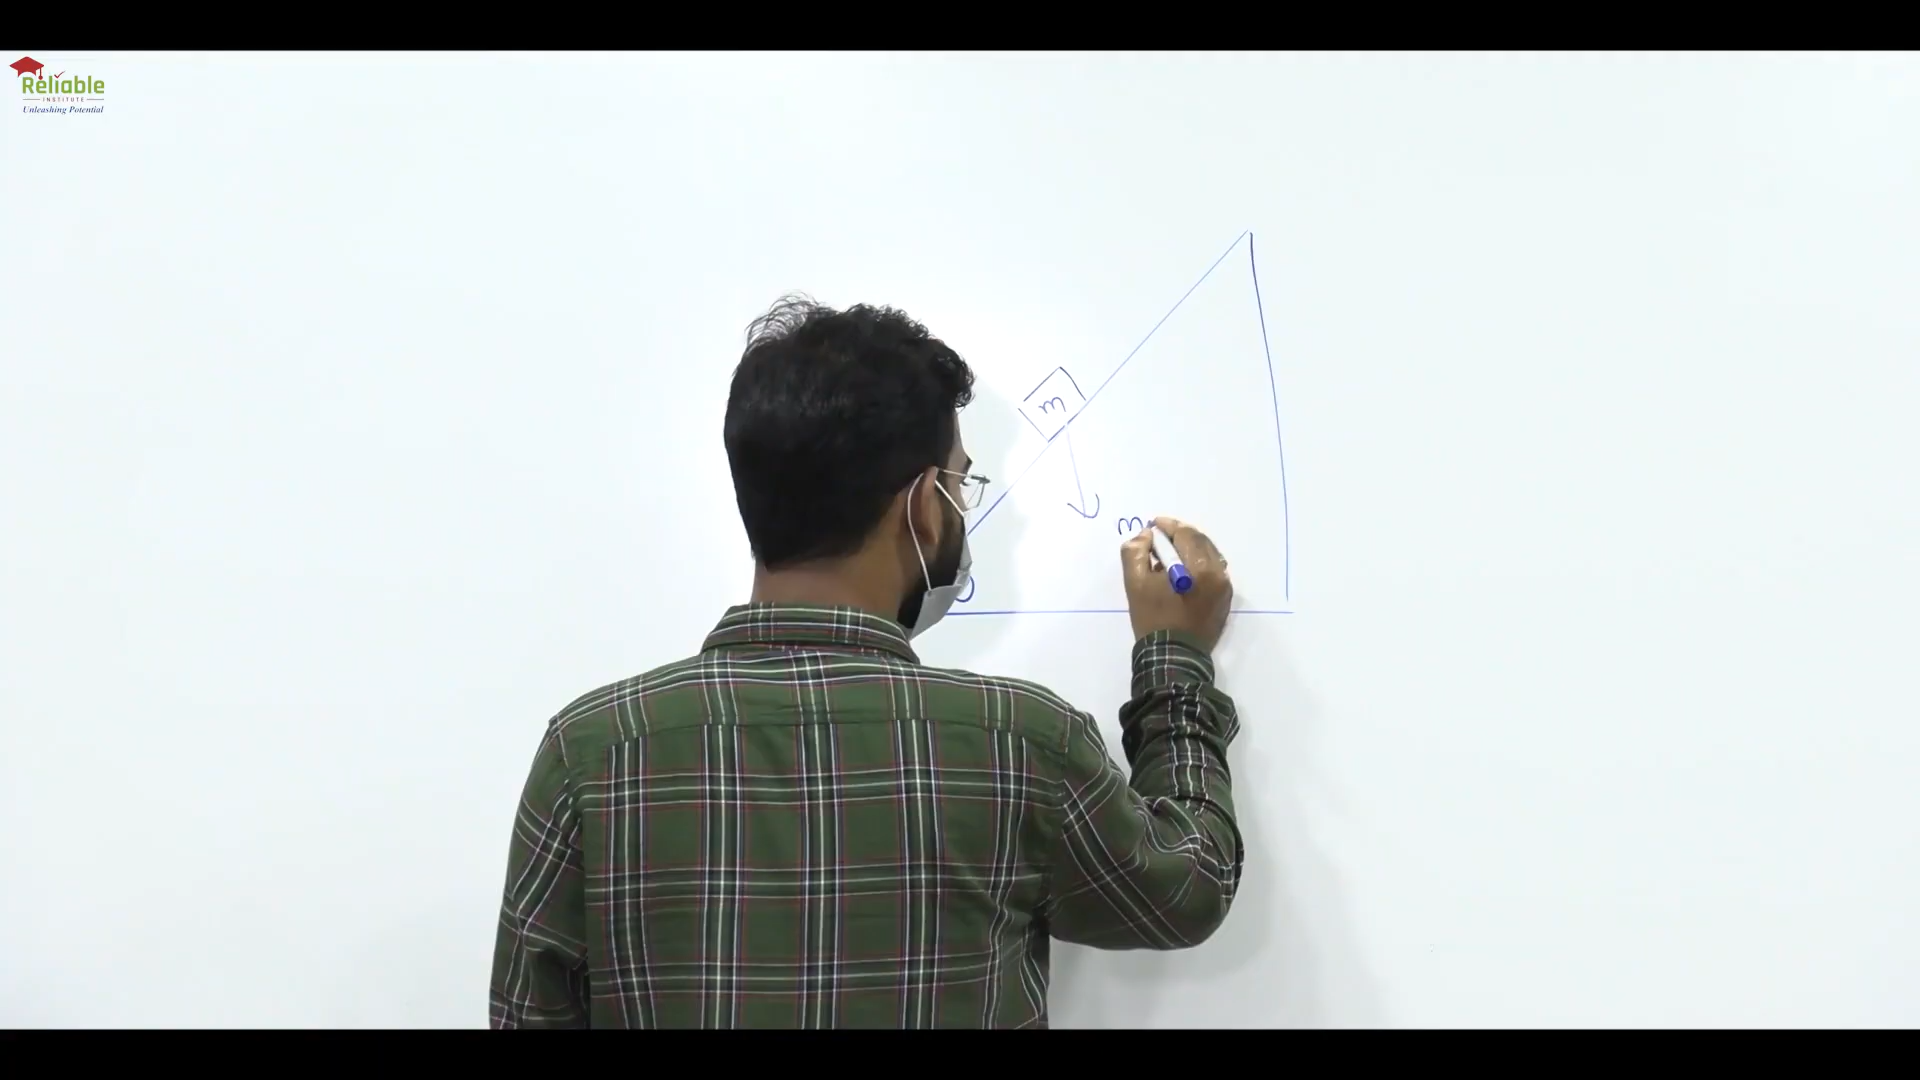 Reliable
INSTITUTE
Unleashing Potential
m
m